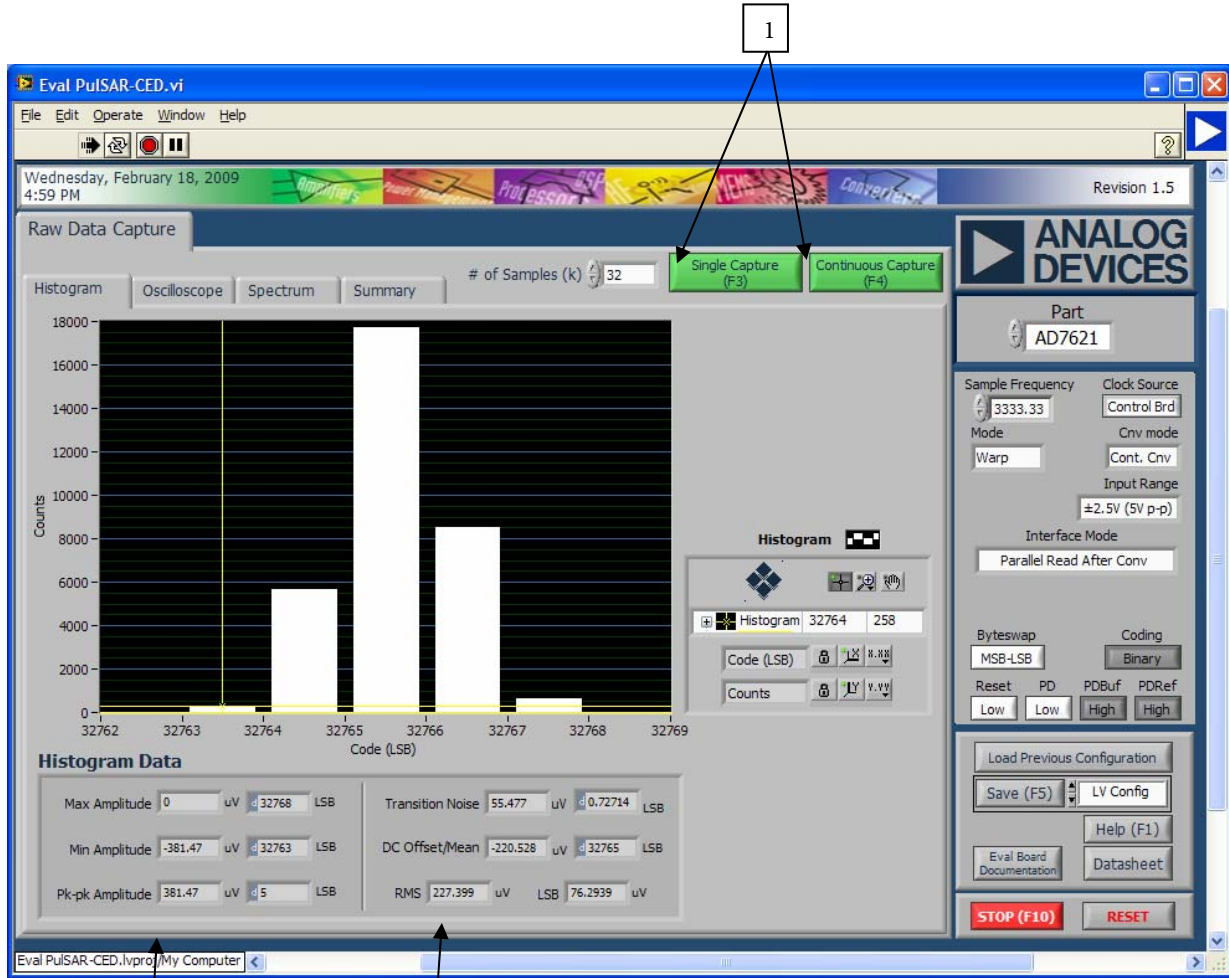 1
Eval PulSAR-CED.vi
File Edit Operate Window Help
Wednesday, February 18, 2009
4:59 PM
Amplifiers Power Management Processor DSP MEMS Converters
Revision 1.5
Raw Data Capture
Histogram Oscilloscope Spectrum Summary
# of Samples (k) 32
Single Capture
(F3)
Continuous Capture
(F4)
ANALOG
DEVICES
Part
AD7621
18000
16000
14000
12000
10000
8000
6000
4000
2000
0
Counts
32762 32763 32764 32765 32766 32767 32768 32769
Code (LSB)
Histogram
Histogram 32764 258
Code (LSB)
Counts
Sample Frequency Clock Source
3333.33 Control Brd
Mode Cnv mode
Warp Cont. Cnv
Input Range
±2.5V (5V p-p)
Interface Mode
Parallel Read After Conv
Byteswap Coding
MSB-LSB Binary
Reset PD PDBuf PDRef
Low Low High High
Histogram Data
Max Amplitude 0 uV d 32768 LSB
Min Amplitude -381.47 uV d 32763 LSB
Pk-pk Amplitude 381.47 uV d 5 LSB
Transition Noise 55.477 uV d 0.72714 LSB
DC Offset/Mean -220.528 uV d 32765 LSB
RMS 227.399 uV LSB 76.2939 uV
Load Previous Configuration
Save (F5) LV Config
Help (F1)
Eval Board
Documentation
Datasheet
STOP (F10) RESET
Eval PulSAR-CED.lvproj/My Computer